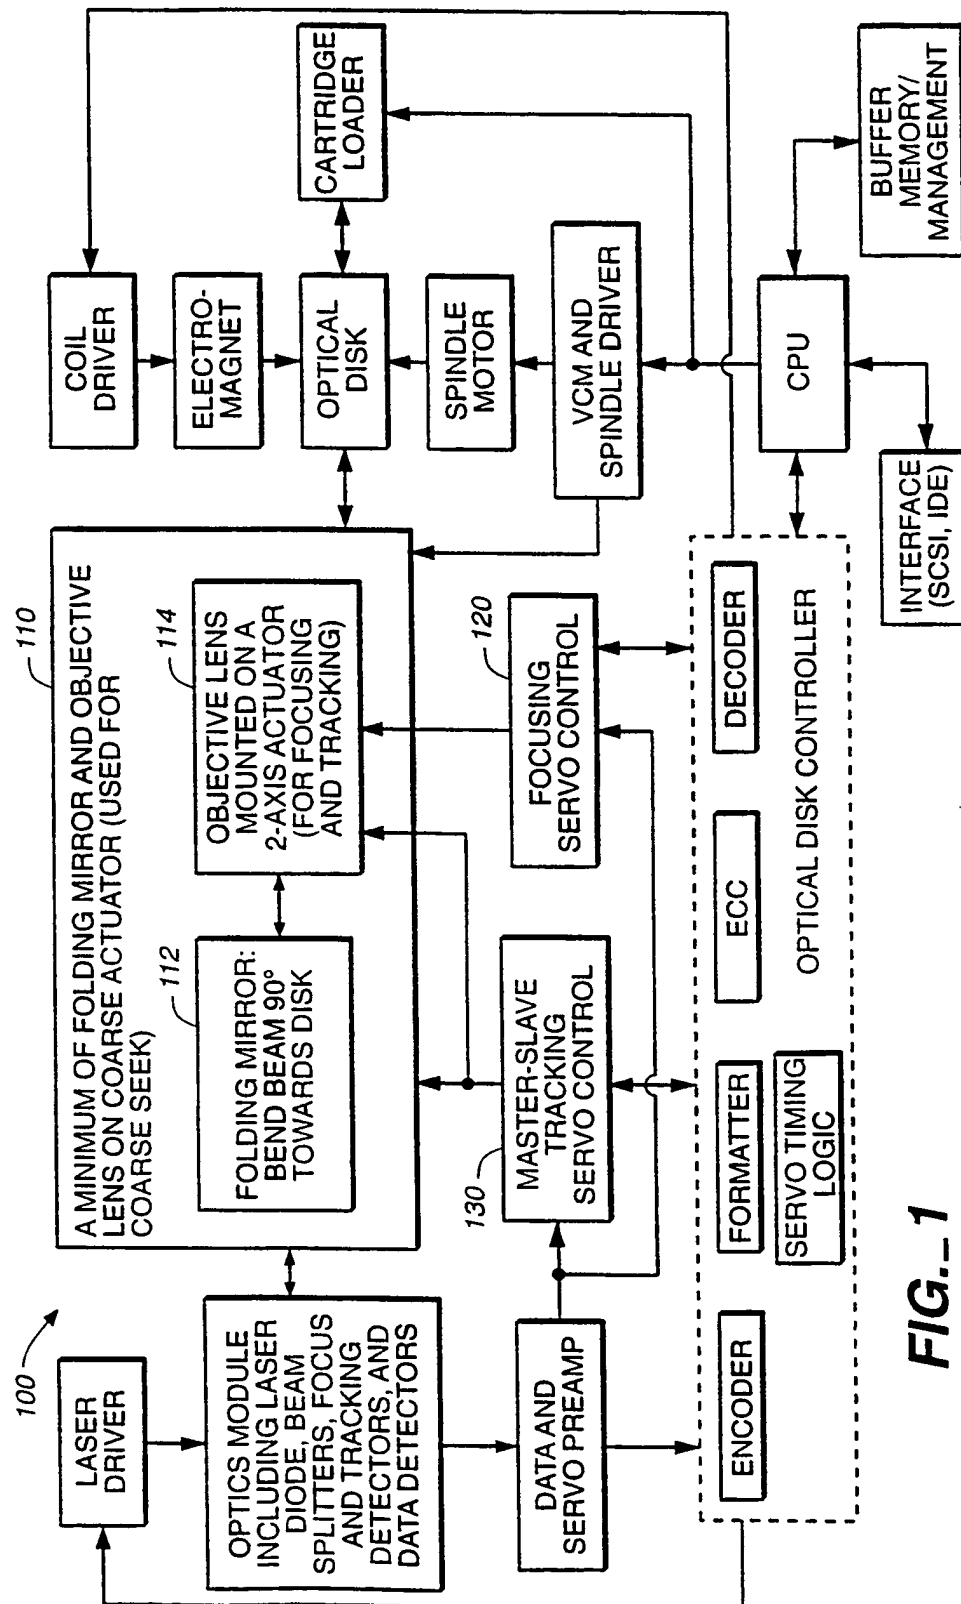 100
LASER
DRIVER
OPTICS MODULE
INCLUDING LASER
DIODE, BEAM
SPLITTERS, FOCUS
AND TRACKING
DETECTORS, AND
DATA DETECTORS
DATA AND
SERVO PREAMP
110
A MINIMUM OF FOLDING MIRROR AND OBJECTIVE
LENS ON COARSE ACTUATOR (USED FOR
COARSE SEEK)
112
FOLDING MIRROR:
BEND BEAM 90°
TOWARDS DISK
114
OBJECTIVE LENS
MOUNTED ON A
2-AXIS ACTUATOR
(FOR FOCUSING
AND TRACKING)
130
MASTER-SLAVE
TRACKING
SERVO CONTROL
120
FOCUSING
SERVO CONTROL
COIL
DRIVER
ELECTRO-
MAGNET
OPTICAL
DISK
CARTRIDGE
LOADER
SPINDLE
MOTOR
VCM AND
SPINDLE DRIVER
ENCODER
FORMATTER
SERVO TIMING
LOGIC
ECC
DECODER
OPTICAL DISK CONTROLLER
CPU
INTERFACE
(SCSI, IDE)
BUFFER
MEMORY/
MANAGEMENT
FIG._1